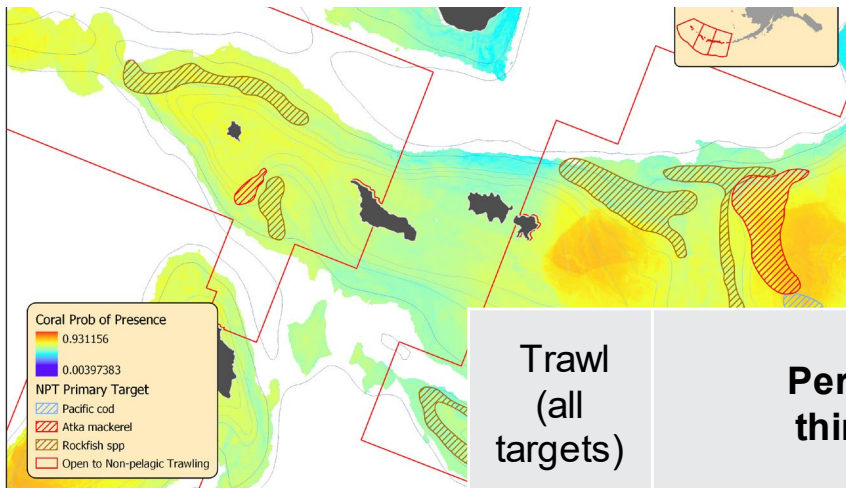 Coral Prob of Presence
0.931156
0.00397383
NPT Primary Target
Pacific cod
Atka mackerel
Rockfish spp
Open to Non-pelagic Trawling
Trawl
(all
targets)
Per
thir